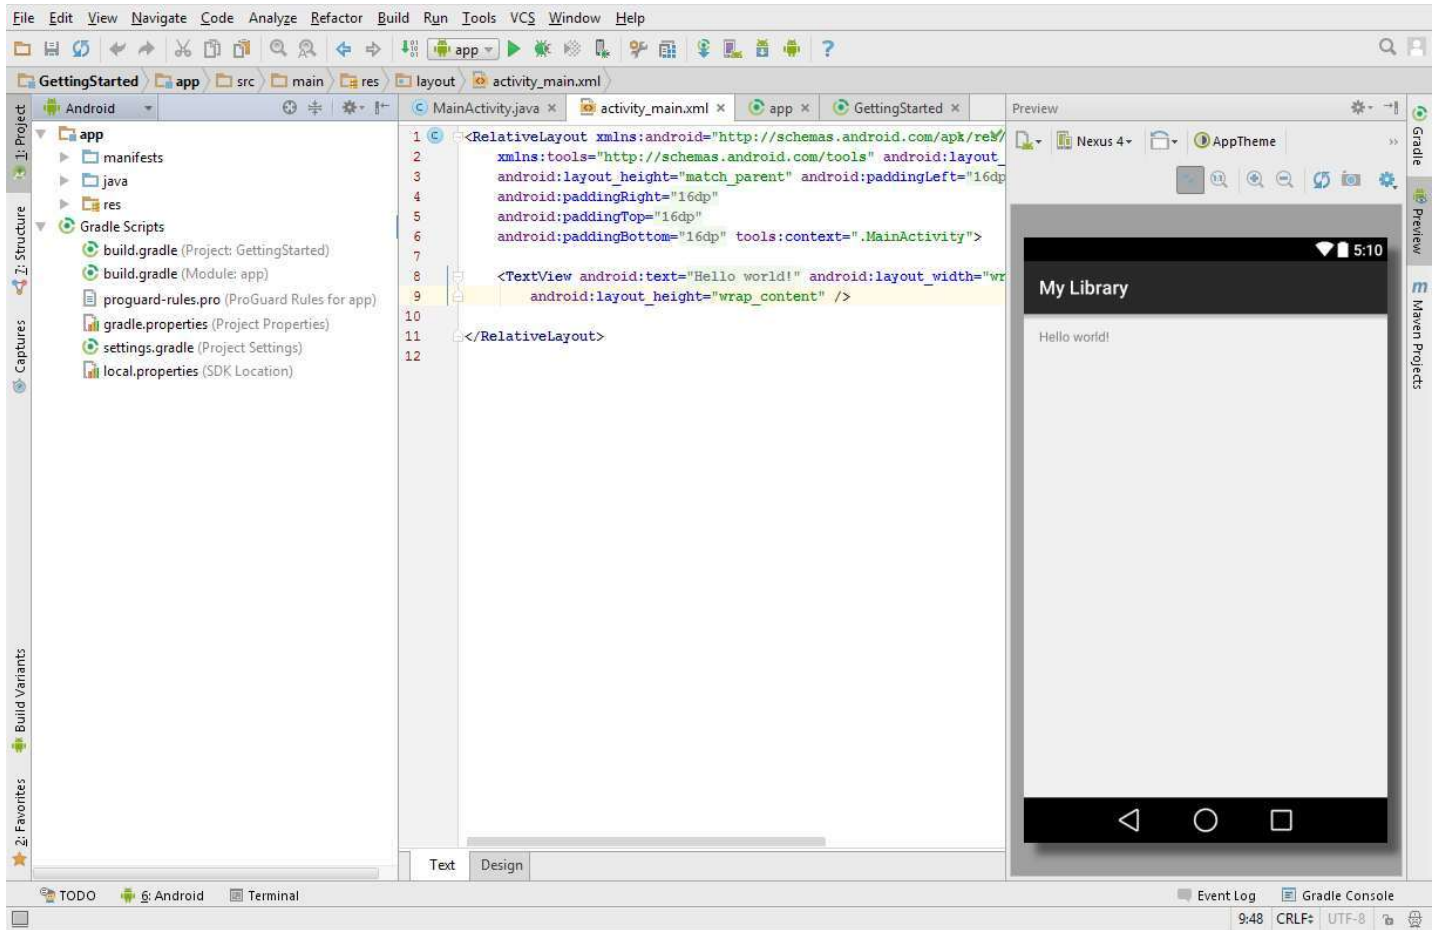 File Edit View Navigate Code Analyze Refactor Build Run Tools VCS Window Help
app
GettingStarted app src main res layout activity_main.xml
Android
MainActivity.java activity_main.xml app GettingStarted
Preview
1: Project
7: Structure
Captures
Build Variants
2: Favorites
app
manifests
java
res
Gradle Scripts
build.gradle (Project: GettingStarted)
build.gradle (Module: app)
proguard-rules.pro (ProGuard Rules for app)
gradle.properties (Project Properties)
settings.gradle (Project Settings)
local.properties (SDK Location)
1 <RelativeLayout xmlns:android="http://schemas.android.com/apk/res/
2 xmlns:tools="http://schemas.android.com/tools" android:layout_
3 android:layout_height="match_parent" android:paddingLeft="16dp
4 android:paddingRight="16dp"
5 android:paddingTop="16dp"
6 android:paddingBottom="16dp" tools:context=".MainActivity">
7
8 <TextView android:text="Hello world!" android:layout_width="wr
9 android:layout_height="wrap_content" />
10
11 </RelativeLayout>
12
Text Design
Nexus 4 AppTheme
5:10
My Library
Hello world!
Gradle
Preview
Maven Projects
TODO 6: Android Terminal
Event Log Gradle Console
9:48 CRLF UTF-8